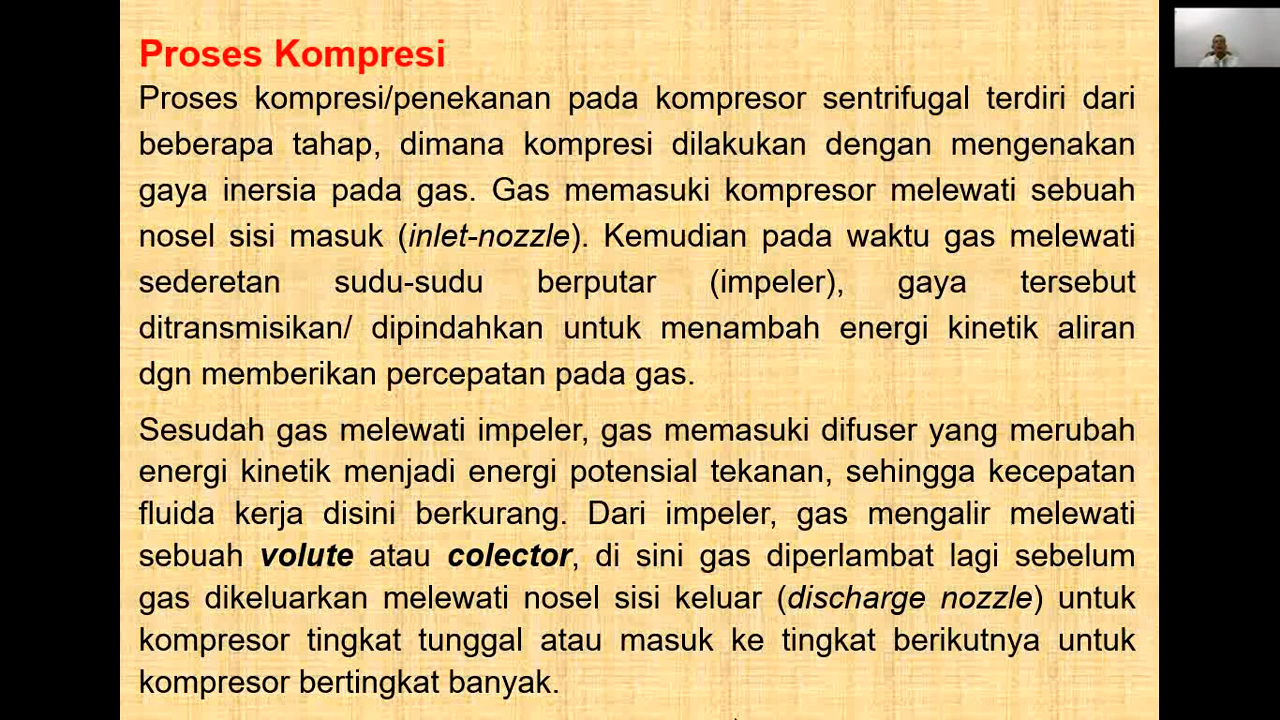 Proses Kompresi
Proses kompresi/penekanan pada kompresor sentrifugal terdiri dari
beberapa tahap, dimana kompresi dilakukan dengan mengenakan
gaya inersia pada gas. Gas memasuki kompresor melewati sebuah
nosel sisi masuk (inlet-nozzle). Kemudian pada waktu gas melewati
sederetan sudu-sudu berputar (impeler), gaya tersebut
ditransmisikan/ dipindahkan untuk menambah energi kinetik aliran
dgn memberikan percepatan pada gas.
Sesudah gas melewati impeler, gas memasuki difuser yang merubah
energi kinetik menjadi energi potensial tekanan, sehingga kecepatan
fluida kerja disini berkurang. Dari impeler, gas mengalir melewati
sebuah volute atau colector, di sini gas diperlambat lagi sebelum
gas dikeluarkan melewati nosel sisi keluar (discharge nozzle) untuk
kompresor tingkat tunggal atau masuk ke tingkat berikutnya untuk
kompresor bertingkat banyak.